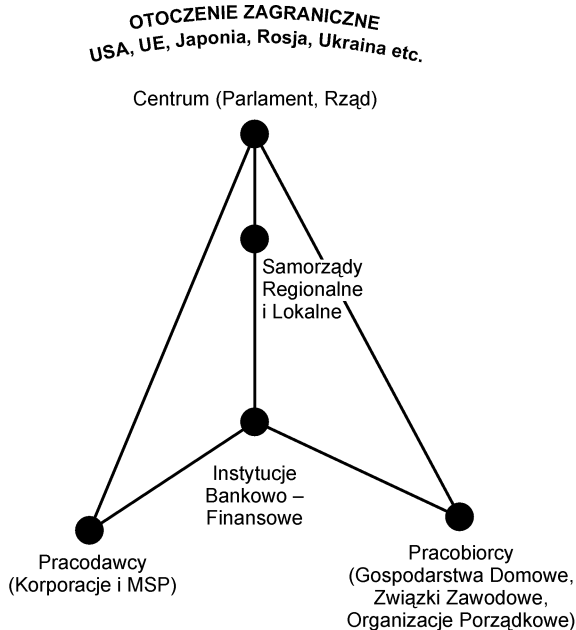 OTOCZENIE ZAGRANICZNE
USA, UE, Japonia, Rosja, Ukraina etc.
Centrum (Parlament, Rząd)
Samorządy
Regionalne
i Lokalne
Instytucje
Bankowo –
Finansowe
Pracodawcy
(Korporacje i MSP)
Pracobiorcy
(Gospodarstwa Domowe,
Związki Zawodowe,
Organizacje Porządkowe)